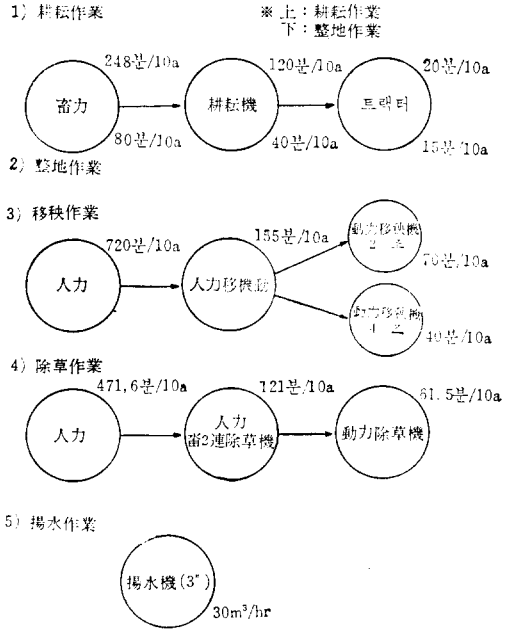 1) 耕耘作業
※ 上 : 耕耘作業
下 : 整地作業
248분/10a
120분/10a
20분/10a
畜力
耕耘機
트랙터
80분/10a
40분/10a
15분/10a
2) 整地作業
3) 移秧作業
720분/10a
155분/10a
人力
人力移機動
動力移秧機
2 조
70분/10a
動力移秧機
4 조
40분/10a
4) 除草作業
471,6분/10a
121분/10a
61.5분/10a
人力
人力
畜2連除草機
動力除草機
5) 揚水作業
揚水機(3″)
30m³/hr